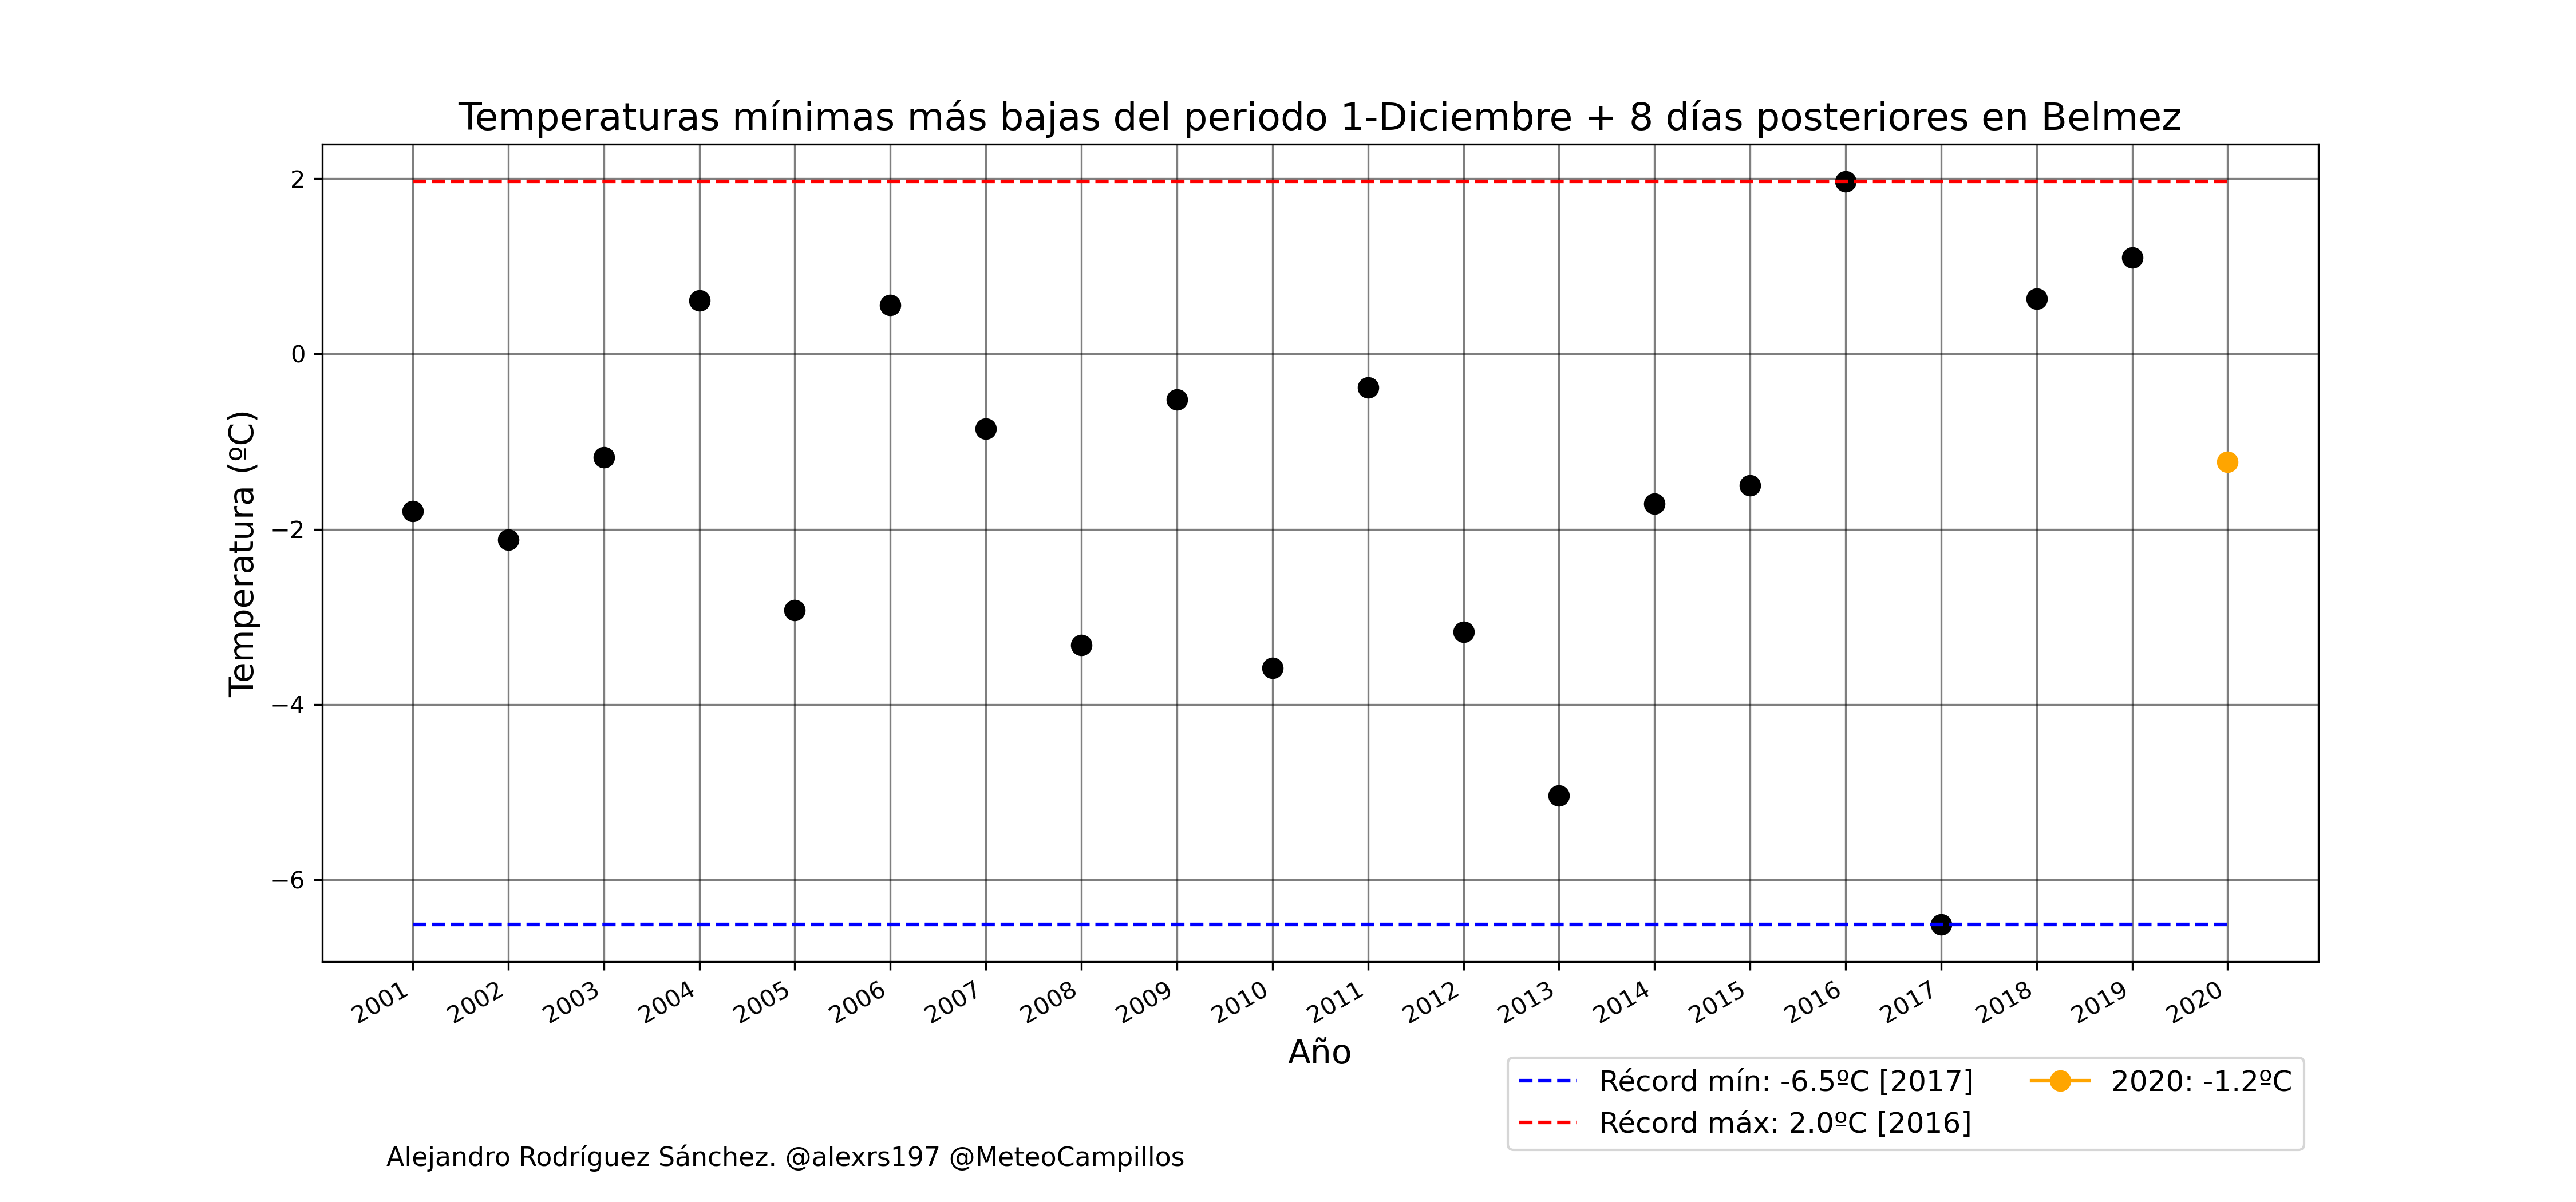 Temperaturas mínimas más bajas del periodo 1-Diciembre + 8 días posteriores en Belmez
Temperatura (ºC)
2
0
−2
−4
−6
2001 2002 2003 2004 2005 2006 2007 2008 2009 2010 2011 2012 2013 2014 2015 2016 2017 2018 2019 2020
Año
Récord mín: -6.5ºC [2017]
Récord máx: 2.0ºC [2016]
2020: -1.2ºC
Alejandro Rodríguez Sánchez. @alexrs197 @MeteoCampillos